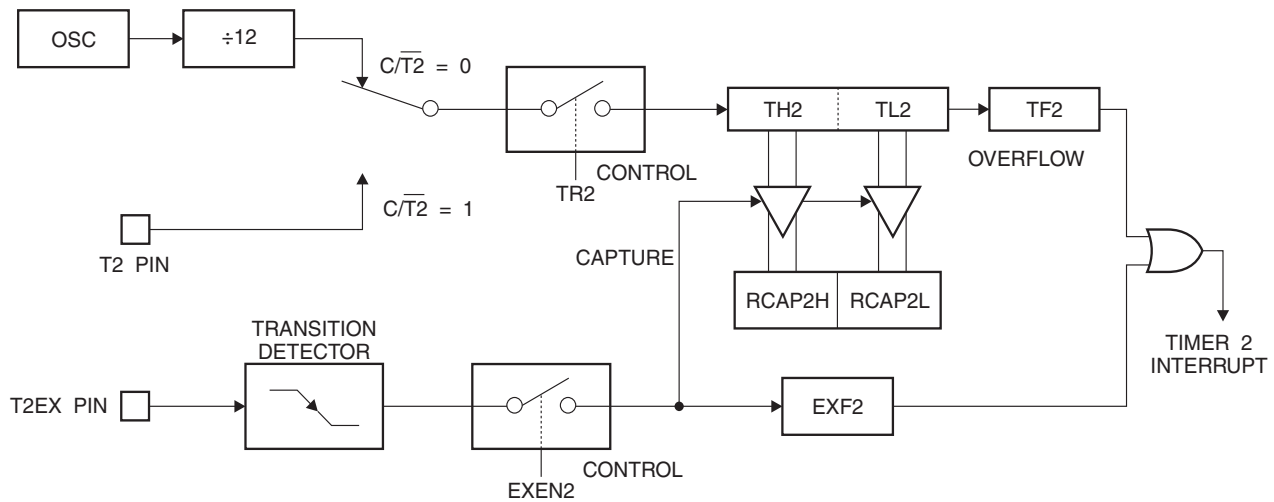 OSC
÷12
C/T2̅ = 0
TH2
TL2
TF2
OVERFLOW
CONTROL
TR2
C/T2̅ = 1
T2 PIN
CAPTURE
RCAP2H
RCAP2L
TRANSITION
DETECTOR
TIMER 2
INTERRUPT
T2EX PIN
EXF2
CONTROL
EXEN2